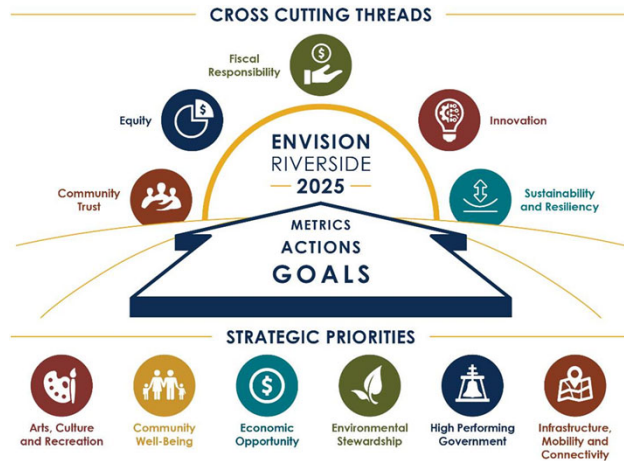 CROSS CUTTING THREADS
Fiscal
Responsibility
$
Equity
$
Innovation
Community
Trust
Sustainability
and Resiliency
ENVISION
RIVERSIDE
2025
METRICS
ACTIONS
GOALS
STRATEGIC PRIORITIES
$
Arts, Culture
and Recreation
Community
Well-Being
Economic
Opportunity
Environmental
Stewardship
High Performing
Government
Infrastructure,
Mobility and
Connectivity